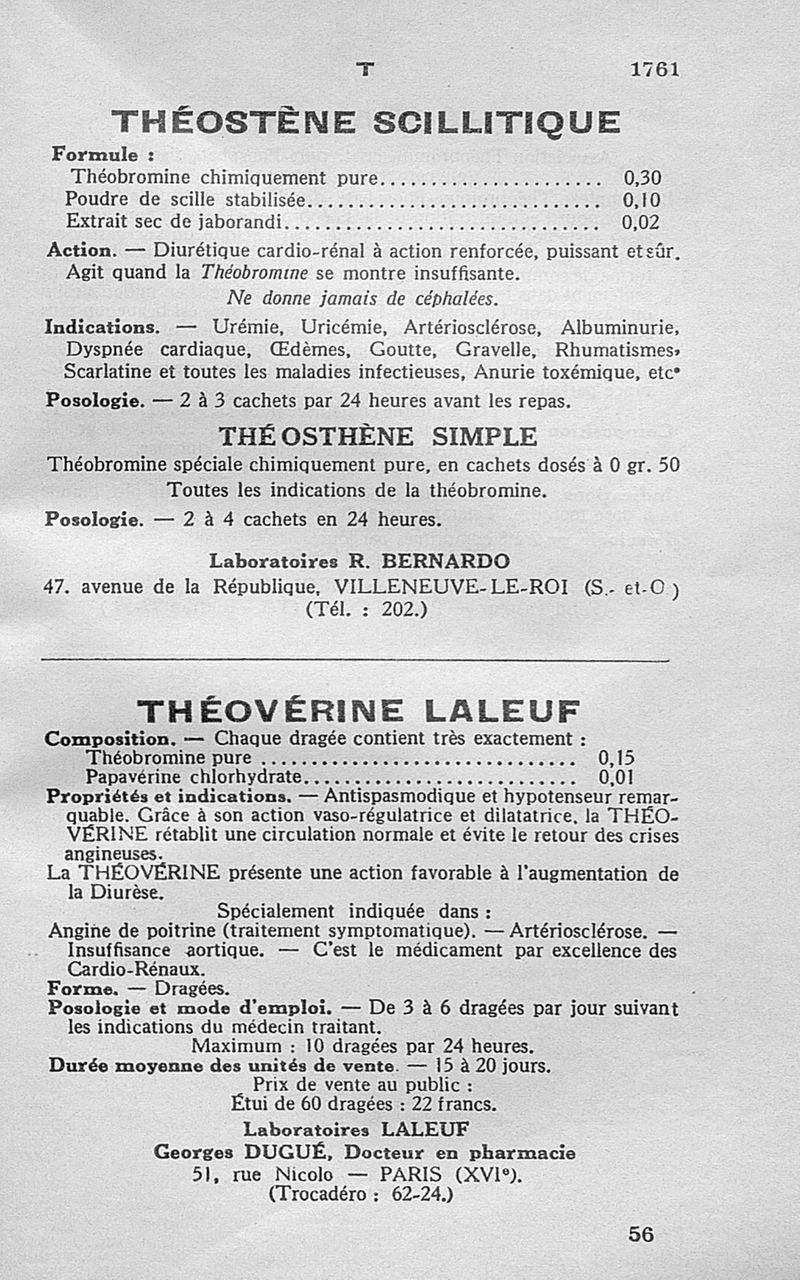 T 1761
THÉOSTÈNE SCILLITIQUE
Formule :
Théobromine chimiquement pure...................... 0,30
Poudre de scille stabilisée............................. 0,10
Extrait sec de jaborandi............................... 0,02
Action. — Diurétique cardio-rénal à action renforcée, puissant et sûr.
Agit quand la Théobromine se montre insuffisante.
Ne donne jamais de céphalées.
Indications. — Urémie, Uricémie, Artériosclérose, Albuminurie,
Dyspnée cardiaque, Œdèmes, Goutte, Gravelle, Rhumatismes,
Scarlatine et toutes les maladies infectieuses, Anurie toxémique, etc.
Posologie. — 2 à 3 cachets par 24 heures avant les repas.
THÉOSTHÈNE SIMPLE
Théobromine spéciale chimiquement pure, en cachets dosés à 0 gr. 50
Toutes les indications de la théobromine.
Posologie. — 2 à 4 cachets en 24 heures.
Laboratoires R. BERNARDO
47. avenue de la République, VILLENEUVE-LE-ROI (S.-et-O)
(Tél. : 202.)
THÉOVÉRINE LALEUF
Composition. — Chaque dragée contient très exactement :
Théobromine pure ............................... 0,15
Papavérine chlorhydrate........................... 0,01
Propriétés et indications. — Antispasmodique et hypotenseur remar-
quable. Grâce à son action vaso-régulatrice et dilatatrice, la THÉO-
VÉRINE rétablit une circulation normale et évite le retour des crises
angineuses.
La THÉOVÉRINE présente une action favorable à l'augmentation de
la Diurèse.
Spécialement indiquée dans :
Angine de poitrine (traitement symptomatique). — Artériosclérose. —
Insuffisance aortique. — C'est le médicament par excellence des
Cardio-Rénaux.
Forme. — Dragées.
Posologie et mode d'emploi. — De 3 à 6 dragées par jour suivant
les indications du médecin traitant.
Maximum : 10 dragées par 24 heures.
Durée moyenne des unités de vente. — 15 à 20 jours.
Prix de vente au public :
Étui de 60 dragées : 22 francs.
Laboratoires LALEUF
Georges DUGUÉ, Docteur en pharmacie
51, rue Nicolo — PARIS (XVIe).
(Trocadéro : 62-24.)
56